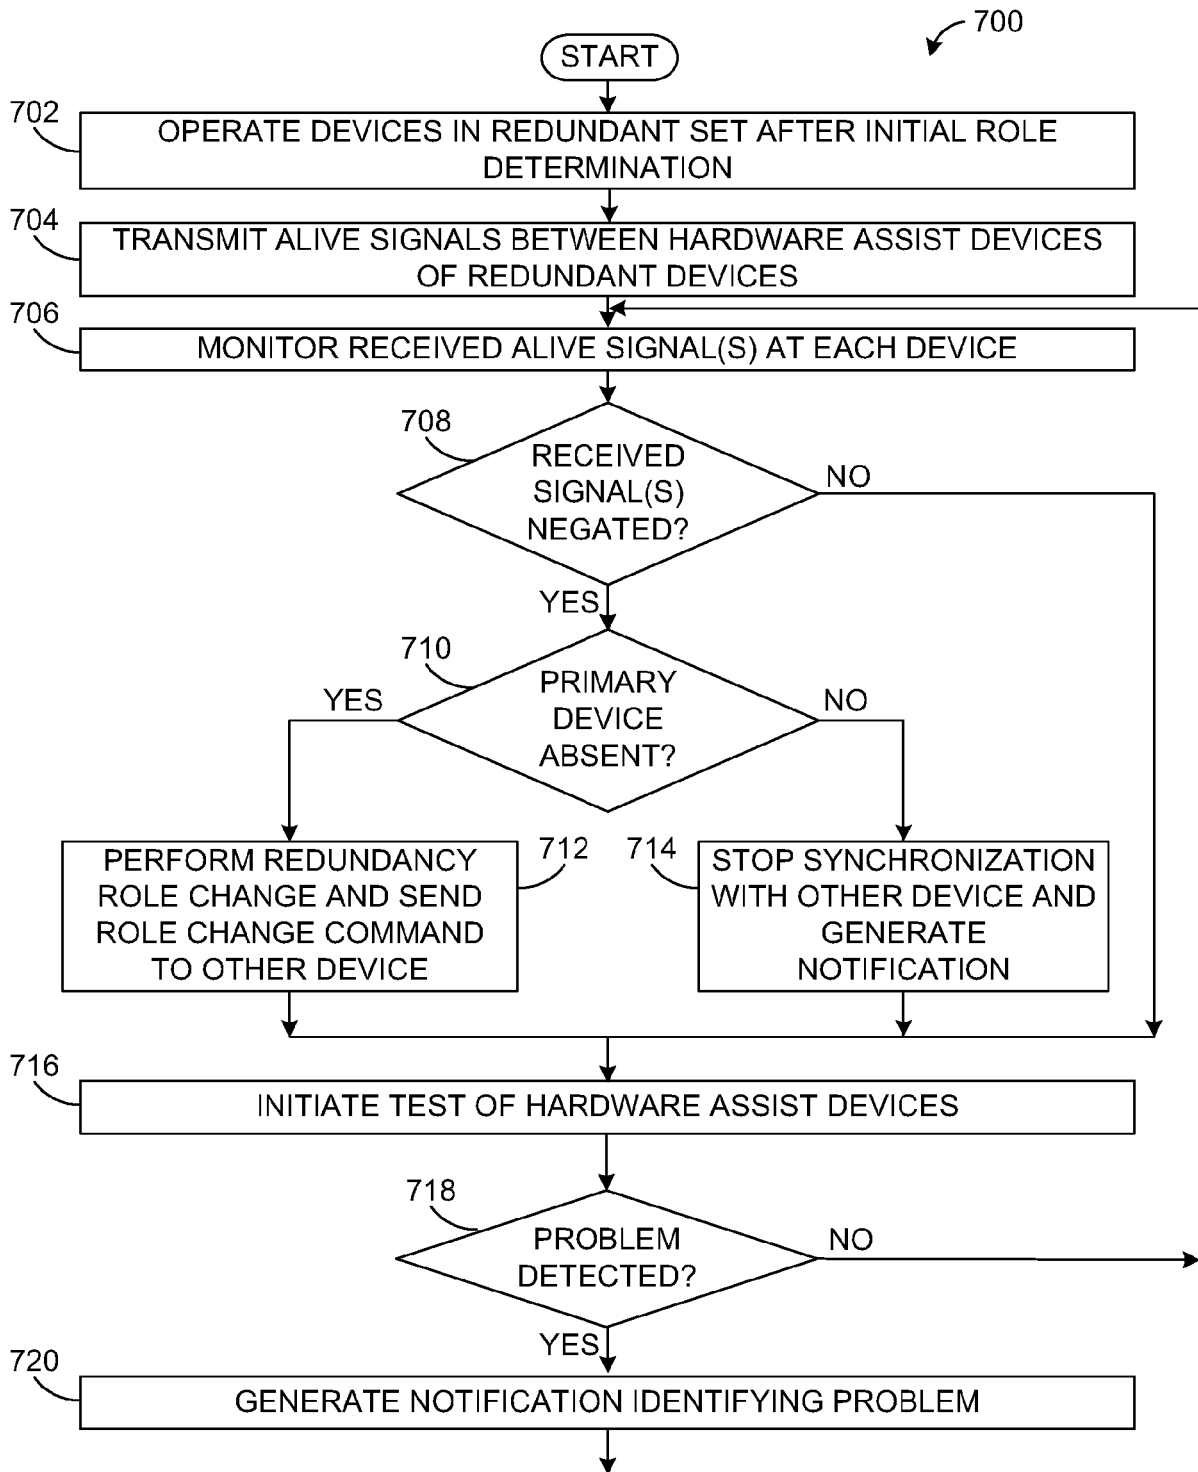 700
START
702
OPERATE DEVICES IN REDUNDANT SET AFTER INITIAL ROLE
DETERMINATION
704
TRANSMIT ALIVE SIGNALS BETWEEN HARDWARE ASSIST DEVICES
OF REDUNDANT DEVICES
706
MONITOR RECEIVED ALIVE SIGNAL(S) AT EACH DEVICE
708
RECEIVED
SIGNAL(S)
NEGATED?
NO
YES
710
PRIMARY
DEVICE
ABSENT?
YES
NO
PERFORM REDUNDANCY
ROLE CHANGE AND SEND
ROLE CHANGE COMMAND
TO OTHER DEVICE
712
714
STOP SYNCHRONIZATION
WITH OTHER DEVICE AND
GENERATE
NOTIFICATION
716
INITIATE TEST OF HARDWARE ASSIST DEVICES
718
PROBLEM
DETECTED?
NO
YES
720
GENERATE NOTIFICATION IDENTIFYING PROBLEM